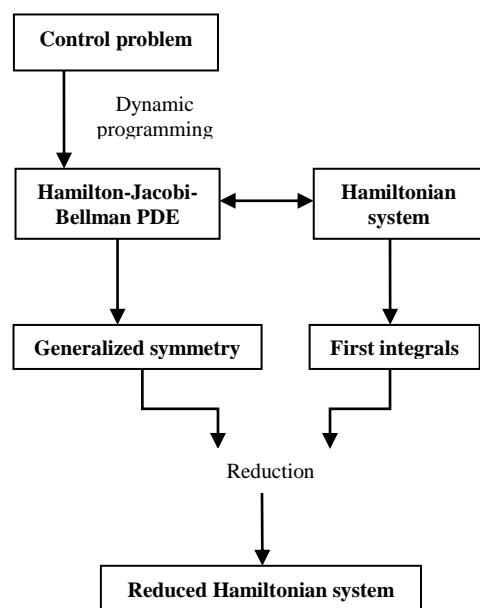 Control problem
Dynamic
programming
Hamilton-Jacobi-
Bellman PDE
Hamiltonian
system
Generalized symmetry
First integrals
Reduction
Reduced Hamiltonian system